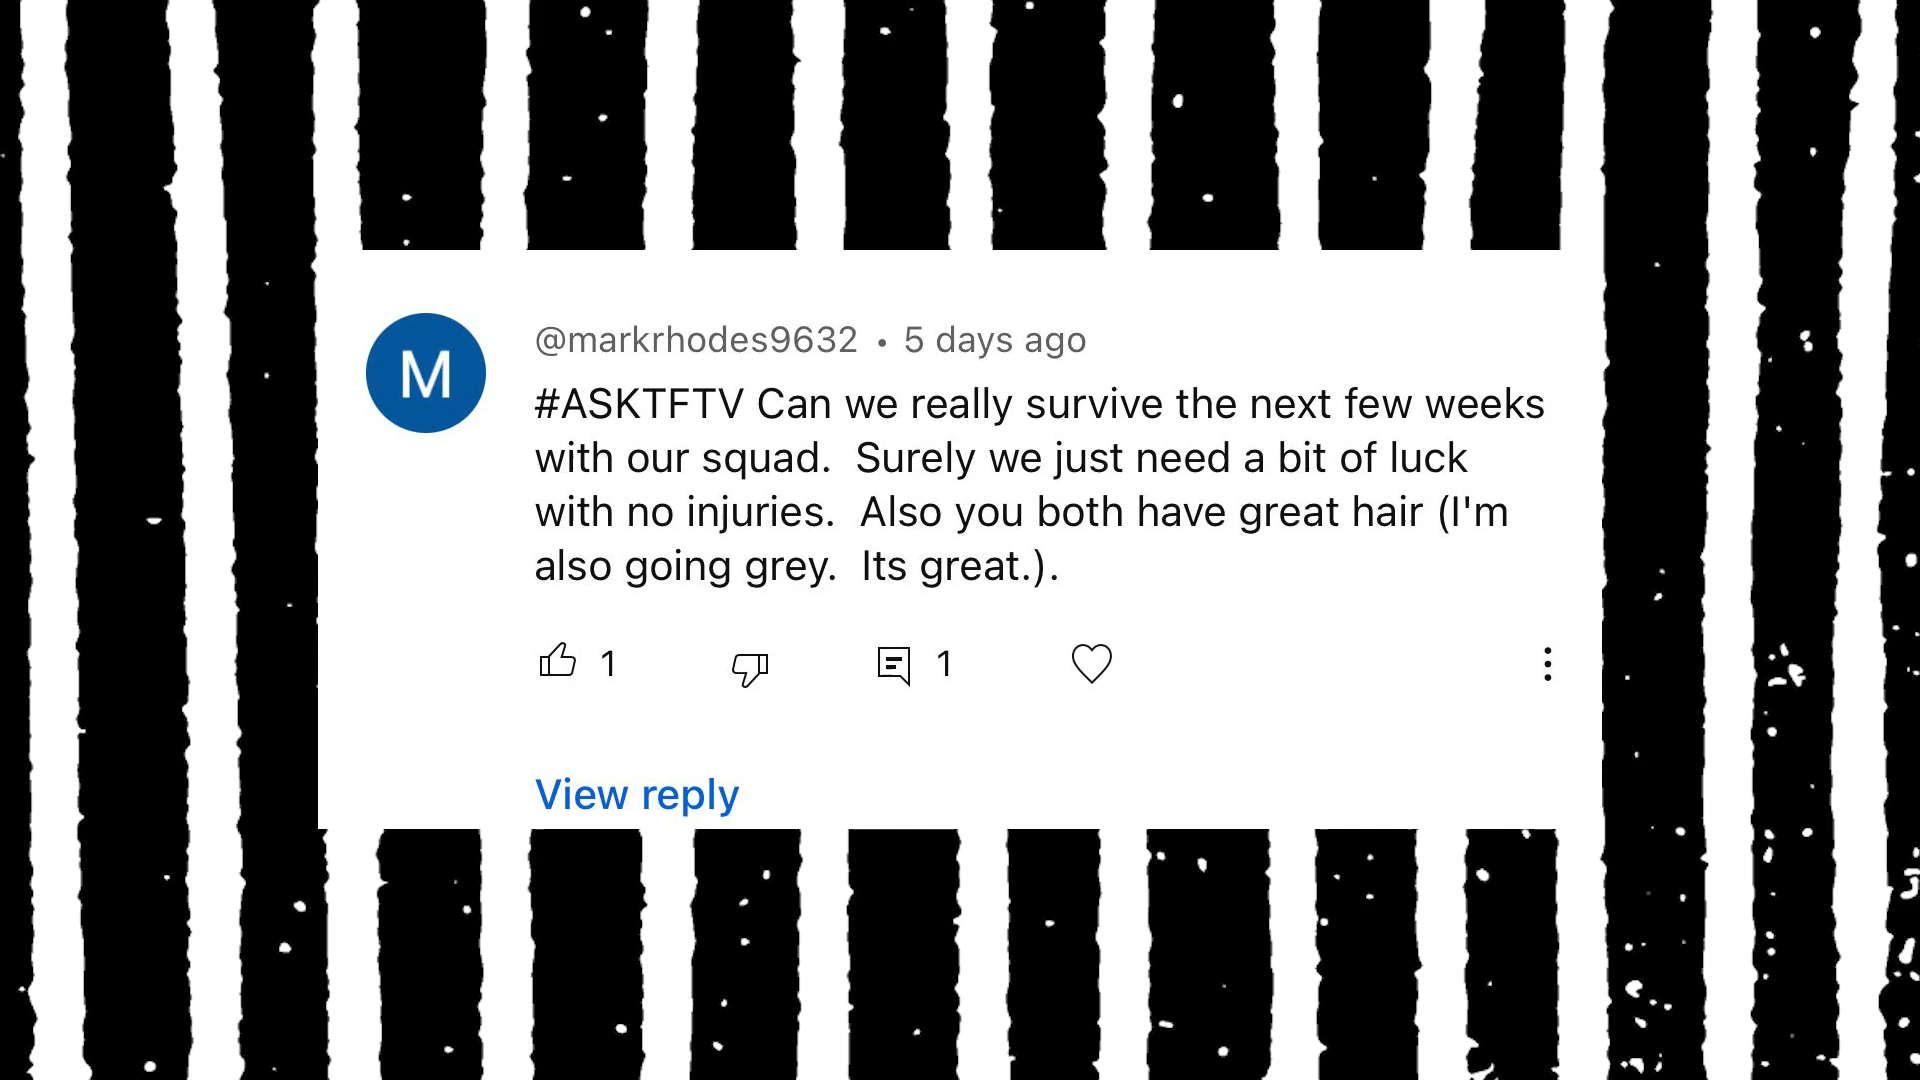 M
@markrhodes9632 • 5 days ago
#ASKTFTV Can we really survive the next few weeks
with our squad.  Surely we just need a bit of luck
with no injuries.  Also you both have great hair (I'm
also going grey.  Its great.).
1
1
View reply